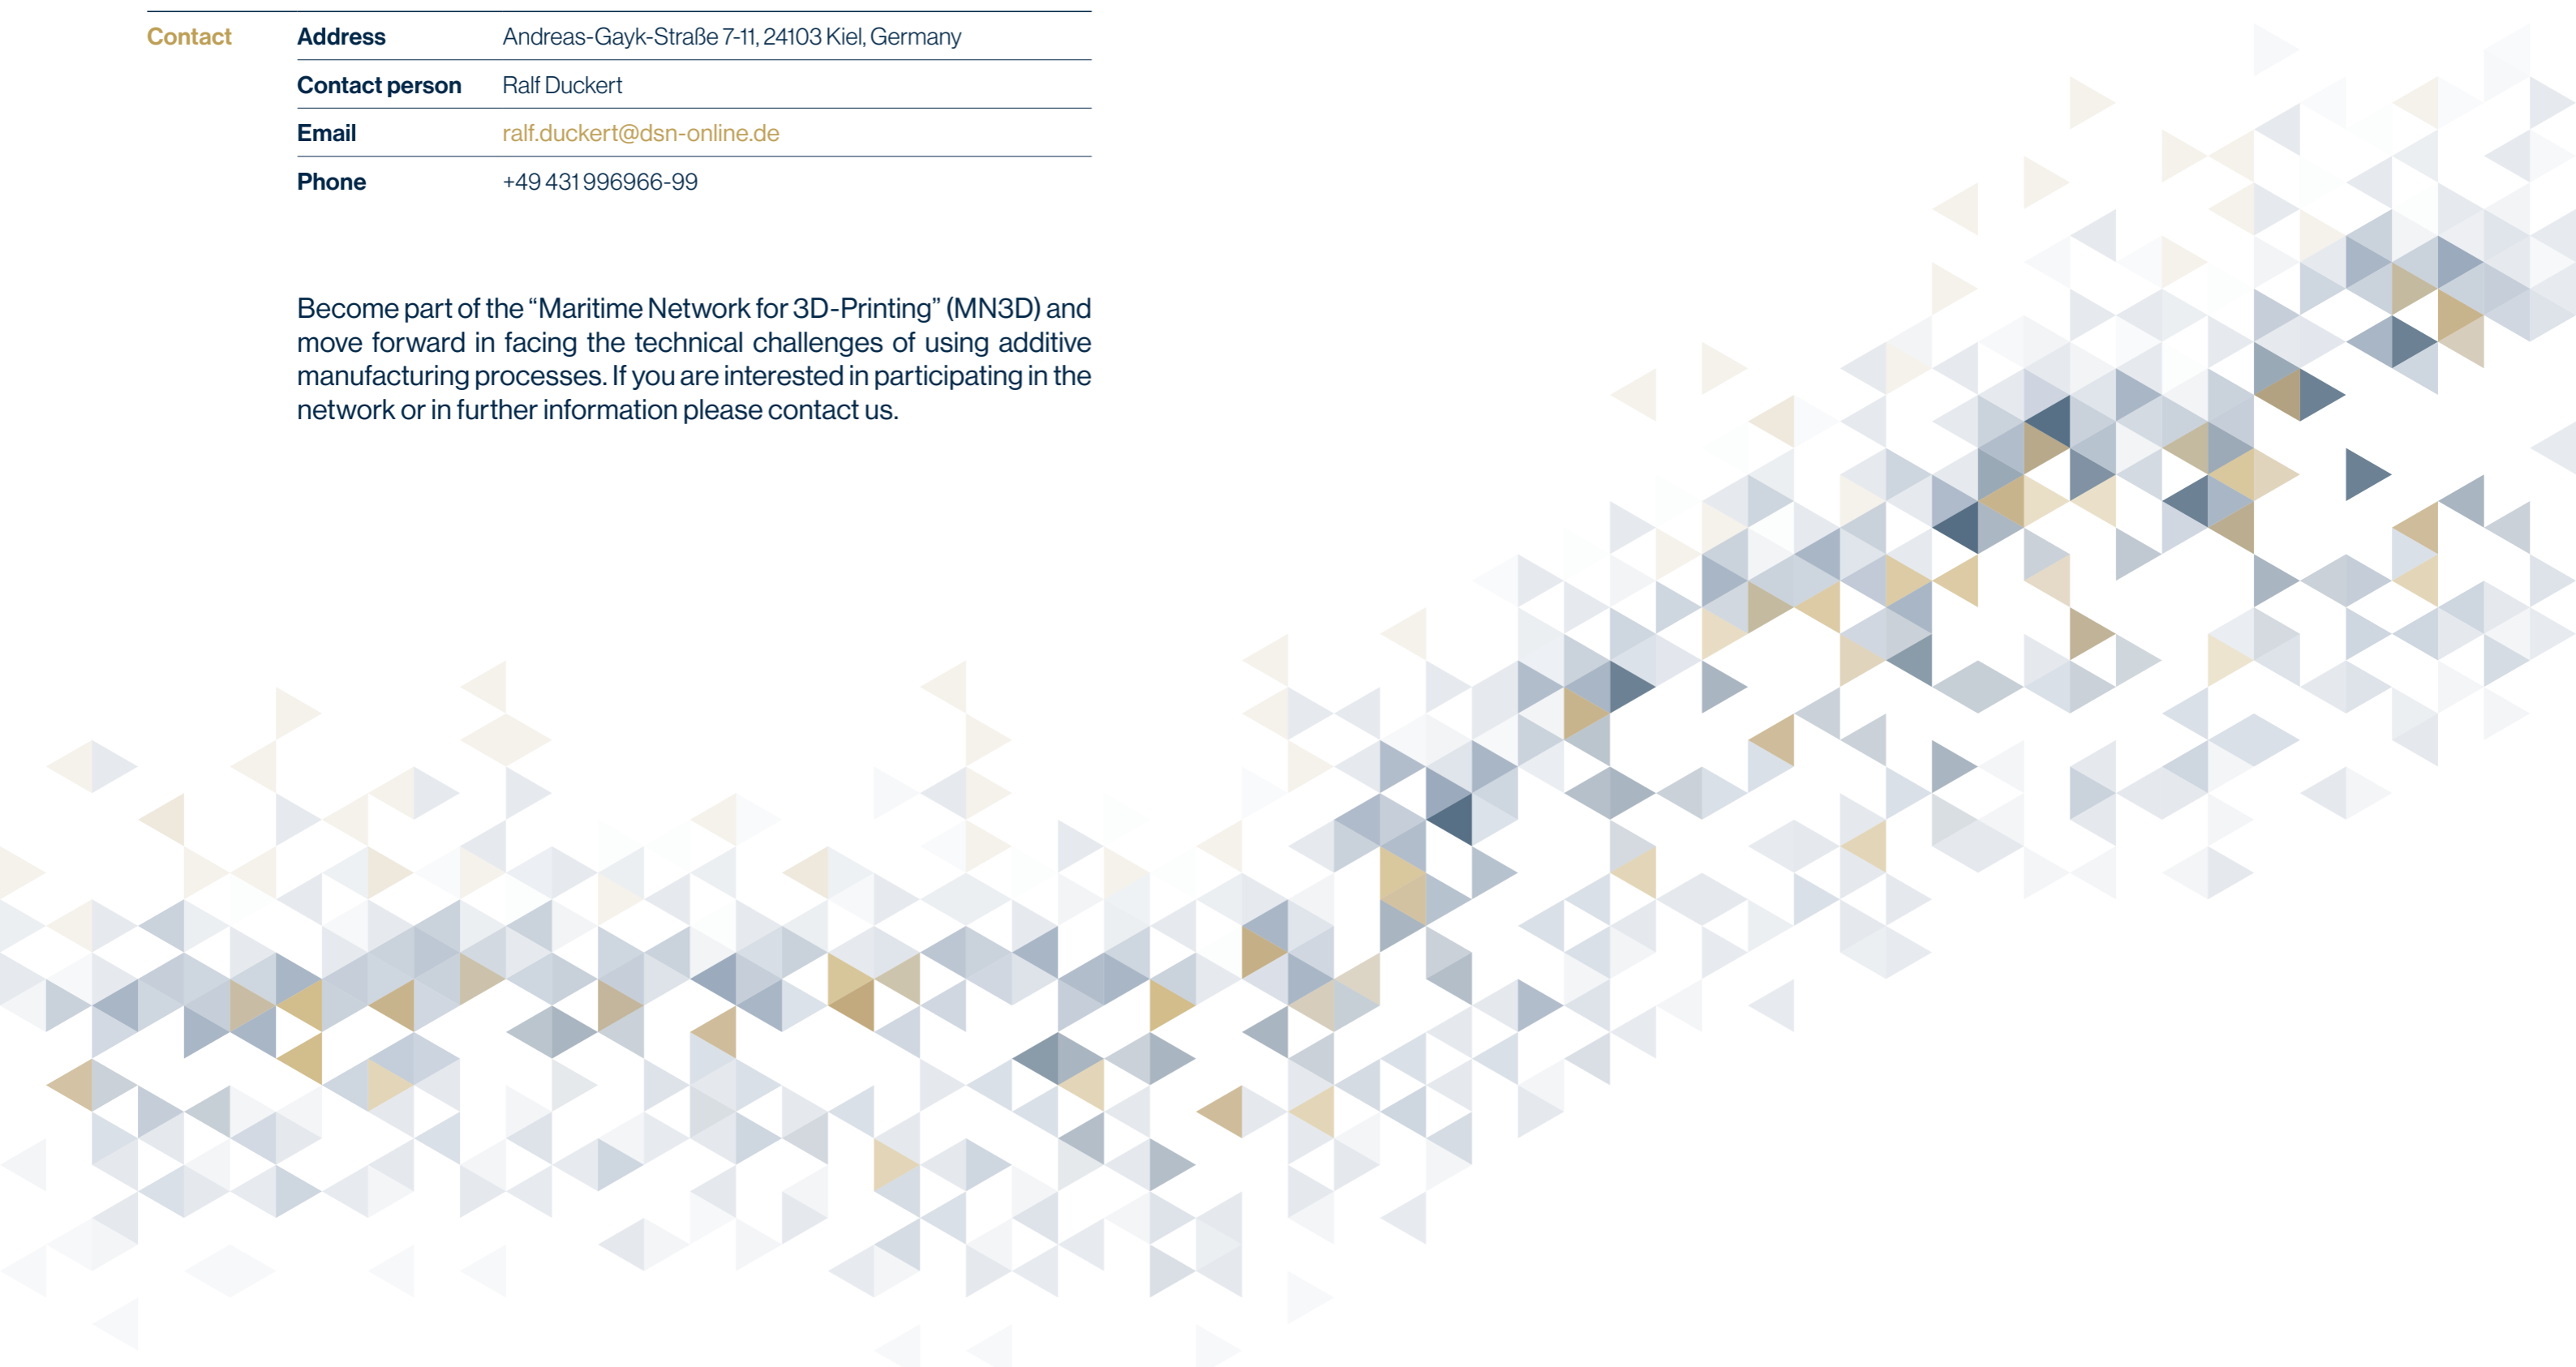 Contact Address Andreas-Gayk-Straße 7-11, 24103 Kiel, Germany
Contact person Ralf Duckert
Email ralf.duckert@dsn-online.de
Phone +49 431 996966-99
Become part of the “Maritime Network for 3D-Printing” (MN3D) and
move forward in facing the technical challenges of using additive
manufacturing processes. If you are interested in participating in the
network or in further information please contact us.